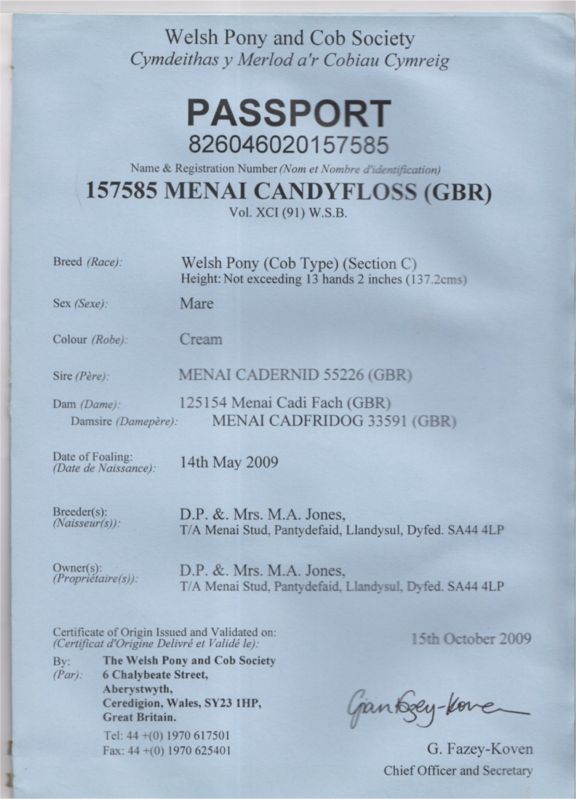 Welsh Pony and Cob Society
Cymdeithas y Merlod a'r Cobiau Cymreig
PASSPORT
826046020157585
Name & Registration Number (Nom et Nombre d'identification)
157585 MENAI CANDYFLOSS (GBR)
Vol. XCI (91) W.S.B.
Breed (Race): Welsh Pony (Cob Type) (Section C)
Height: Not exceeding 13 hands 2 inches (137.2cms)
Sex (Sexe): Mare
Colour (Robe): Cream
Sire (Père): MENAI CADERNID 55226 (GBR)
Dam (Dame): 125154 Menai Cadi Fach (GBR)
Damsire (Damepère): MENAI CADFRIDOG 33591 (GBR)
Date of Foaling: 14th May 2009
(Date de Naissance):
Breeder(s): D.P. &. Mrs. M.A. Jones,
(Naisseur(s)): T/A Menai Stud, Pantydefaid, Llandysul, Dyfed. SA44 4LP
Owner(s): D.P. &. Mrs. M.A. Jones,
(Propriétaire(s)): T/A Menai Stud, Pantydefaid, Llandysul, Dyfed. SA44 4LP
Certificate of Origin Issued and Validated on: 15th October 2009
(Certificat d'Origine Delivré et Validé le):
By: The Welsh Pony and Cob Society
(Par): 6 Chalybeate Street,
Aberystwyth,
Ceredigion, Wales, SY23 1HP,
Great Britain.
Tel: 44 +(0) 1970 617501
Fax: 44 +(0) 1970 625401
Fazey-Koven
G. Fazey-Koven
Chief Officer and Secretary